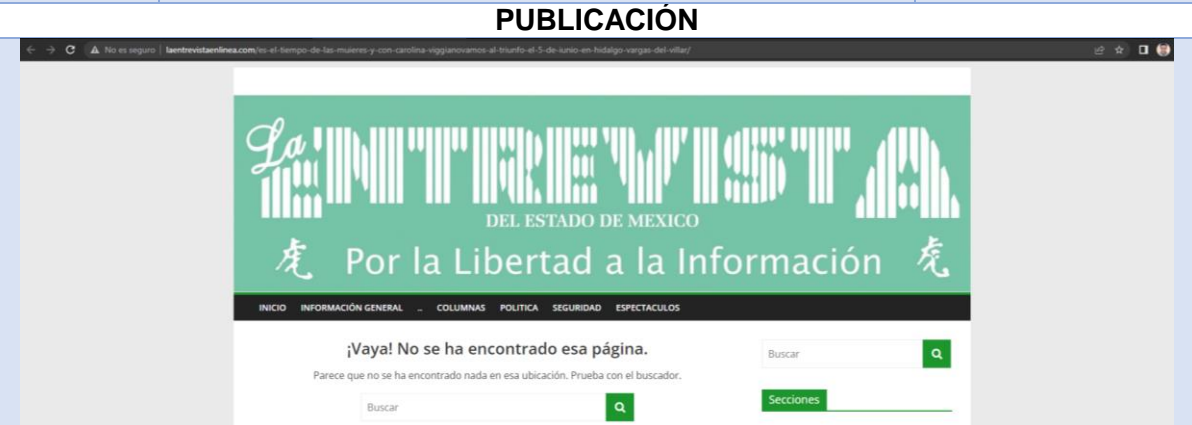 PUBLICACIÓN
No es seguro | laentrevistaenlinea.com/es-el-tiempo-de-las-mujeres-y-con-carolina-viggianovamos-al-triunfo-el-5-de-junio-en-hidalgo-vargas-del-villar/
La ENTREVISTA
DEL ESTADO DE MEXICO
虎 Por la Libertad a la Información 虎
INICIO INFORMACIÓN GENERAL .. COLUMNAS POLITICA SEGURIDAD ESPECTACULOS
¡Vaya! No se ha encontrado esa página.
Buscar
Parece que no se ha encontrado nada en esa ubicación. Prueba con el buscador.
Secciones
Buscar